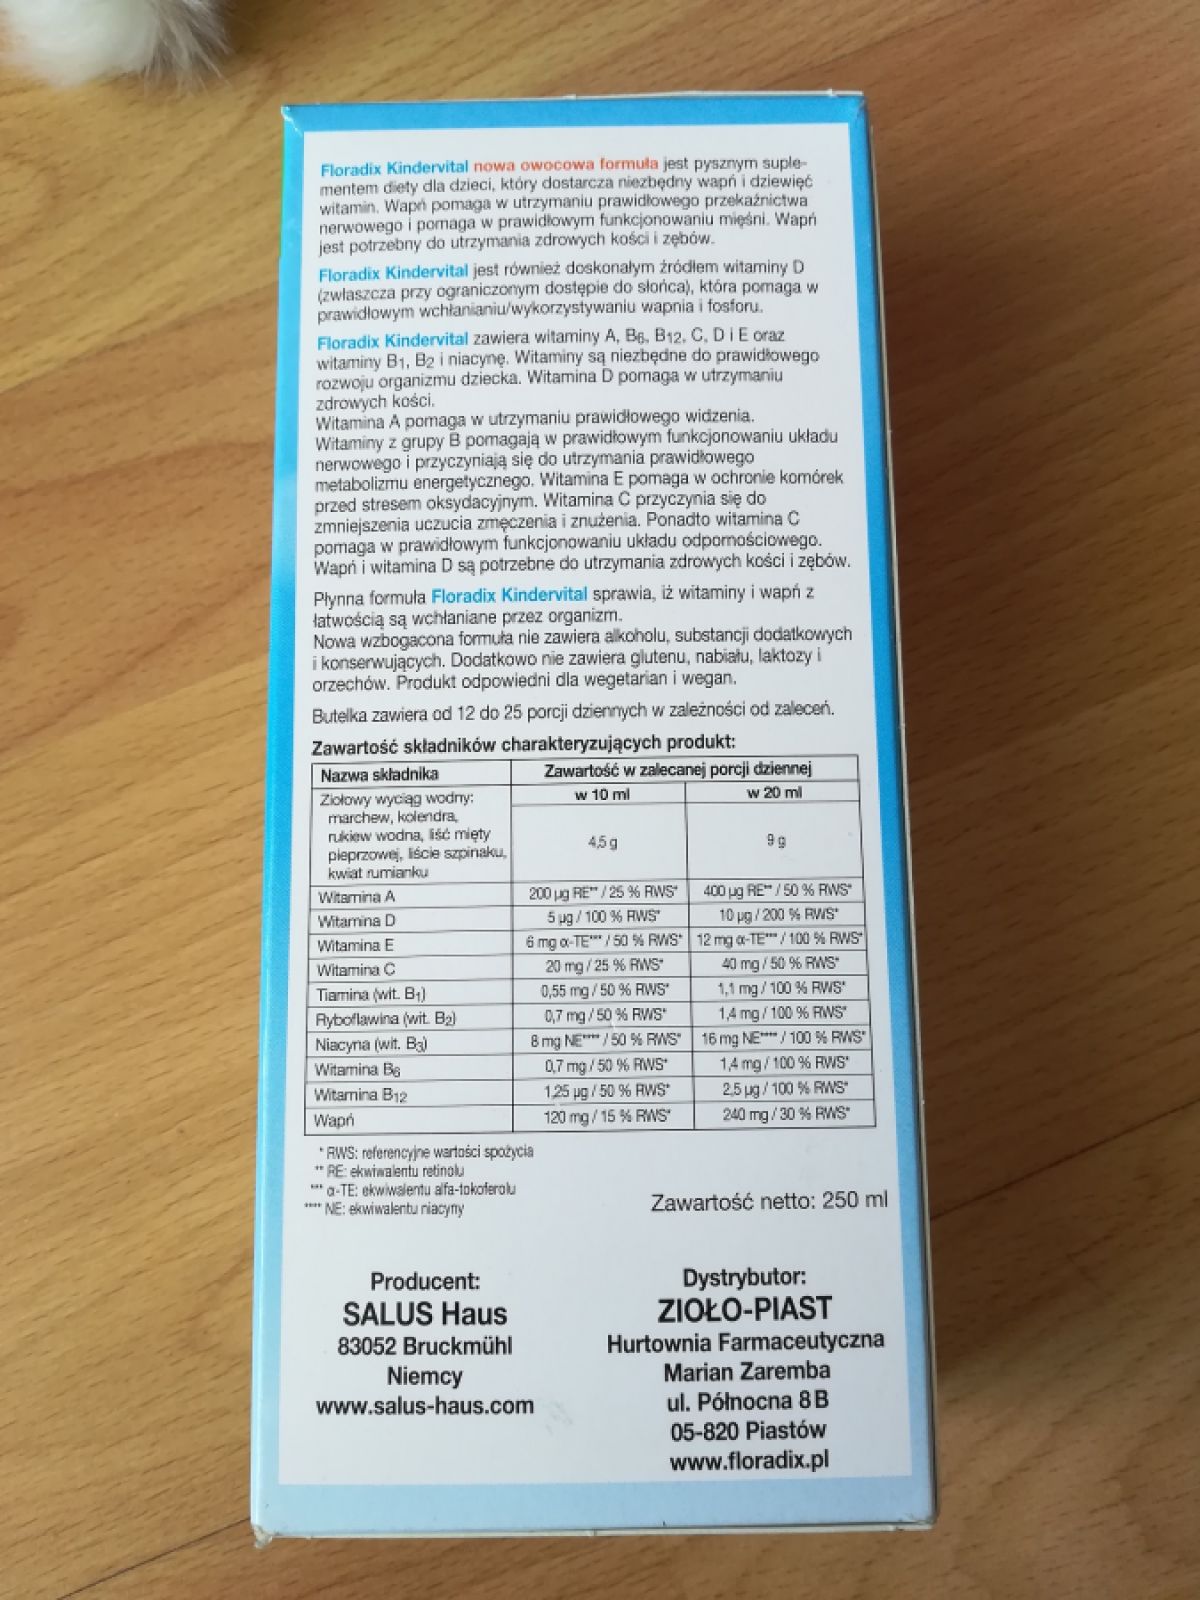 Floradix Kindervital nowa owocowa formuła jest pysznym suple-
mentem diety dla dzieci, który dostarcza niezbędny wapń i dziewięć
witamin. Wapń pomaga w utrzymaniu prawidłowego przekaźnictwa
nerwowego i pomaga w prawidłowym funkcjonowaniu mięśni. Wapń
jest potrzebny do utrzymania zdrowych kości i zębów.
Floradix Kindervital jest również doskonałym źródłem witaminy D
(zwłaszcza przy ograniczonym dostępie do słońca), która pomaga w
prawidłowym wchłanianiu/wykorzystywaniu wapnia i fosforu.
Floradix Kindervital zawiera witaminy A, B6, B12, C, D i E oraz
witaminy B1, B2 i niacynę. Witaminy są niezbędne do prawidłowego
rozwoju organizmu dziecka. Witamina D pomaga w utrzymaniu
zdrowych kości.
Witamina A pomaga w utrzymaniu prawidłowego widzenia.
Witaminy z grupy B pomagają w prawidłowym funkcjonowaniu układu
nerwowego i przyczyniają się do utrzymania prawidłowego
metabolizmu energetycznego. Witamina E pomaga w ochronie komórek
przed stresem oksydacyjnym. Witamina C przyczynia się do
zmniejszenia uczucia zmęczenia i znużenia. Ponadto witamina C
pomaga w prawidłowym funkcjonowaniu układu odpornościowego.
Wapń i witamina D są potrzebne do utrzymania zdrowych kości i zębów.
Płynna formuła Floradix Kindervital sprawia, iż witaminy i wapń z
łatwością są wchłaniane przez organizm.
Nowa wzbogacona formuła nie zawiera alkoholu, substancji dodatkowych
i konserwujących. Dodatkowo nie zawiera glutenu, nabiału, laktozy i
orzechów. Produkt odpowiedni dla wegetarian i wegan.
Butelka zawiera od 12 do 25 porcji dziennych w zależności od zaleceń.
Zawartość składników charakteryzujących produkt:
Nazwa składnika Zawartość w zalecanej porcji dziennej
w 10 ml w 20 ml
Ziołowy wyciąg wodny:
marchew, kolendra,
rukiew wodna, liść mięty
pieprzowej, liście szpinaku,
kwiat rumianku
4,5 g 9 g
Witamina A 200 µg RE** / 25 % RWS* 400 µg RE** / 50 % RWS*
Witamina D 5 µg / 100 % RWS* 10 µg / 200 % RWS*
Witamina E 6 mg α-TE*** / 50 % RWS* 12 mg α-TE*** / 100 % RWS*
Witamina C 20 mg / 25 % RWS* 40 mg / 50 % RWS*
Tiamina (wit. B1) 0,55 mg / 50 % RWS* 1,1 mg / 100 % RWS*
Ryboflawina (wit. B2) 0,7 mg / 50 % RWS* 1,4 mg / 100 % RWS*
Niacyna (wit. B3) 8 mg NE**** / 50 % RWS* 16 mg NE**** / 100 % RWS*
Witamina B6 0,7 mg / 50 % RWS* 1,4 mg / 100 % RWS*
Witamina B12 1,25 µg / 50 % RWS* 2,5 µg / 100 % RWS*
Wapń 120 mg / 15 % RWS* 240 mg / 30 % RWS*
* RWS: referencyjne wartości spożycia
** RE: ekwiwalentu retinolu
*** α-TE: ekwiwalentu alfa-tokoferolu
**** NE: ekwiwalentu niacyny
Zawartość netto: 250 ml
Producent:
SALUS Haus
83052 Bruckmühl
Niemcy
www.salus-haus.com
Dystrybutor:
ZIOŁO-PIAST
Hurtownia Farmaceutyczna
Marian Zaremba
ul. Północna 8 B
05-820 Piastów
www.floradix.pl